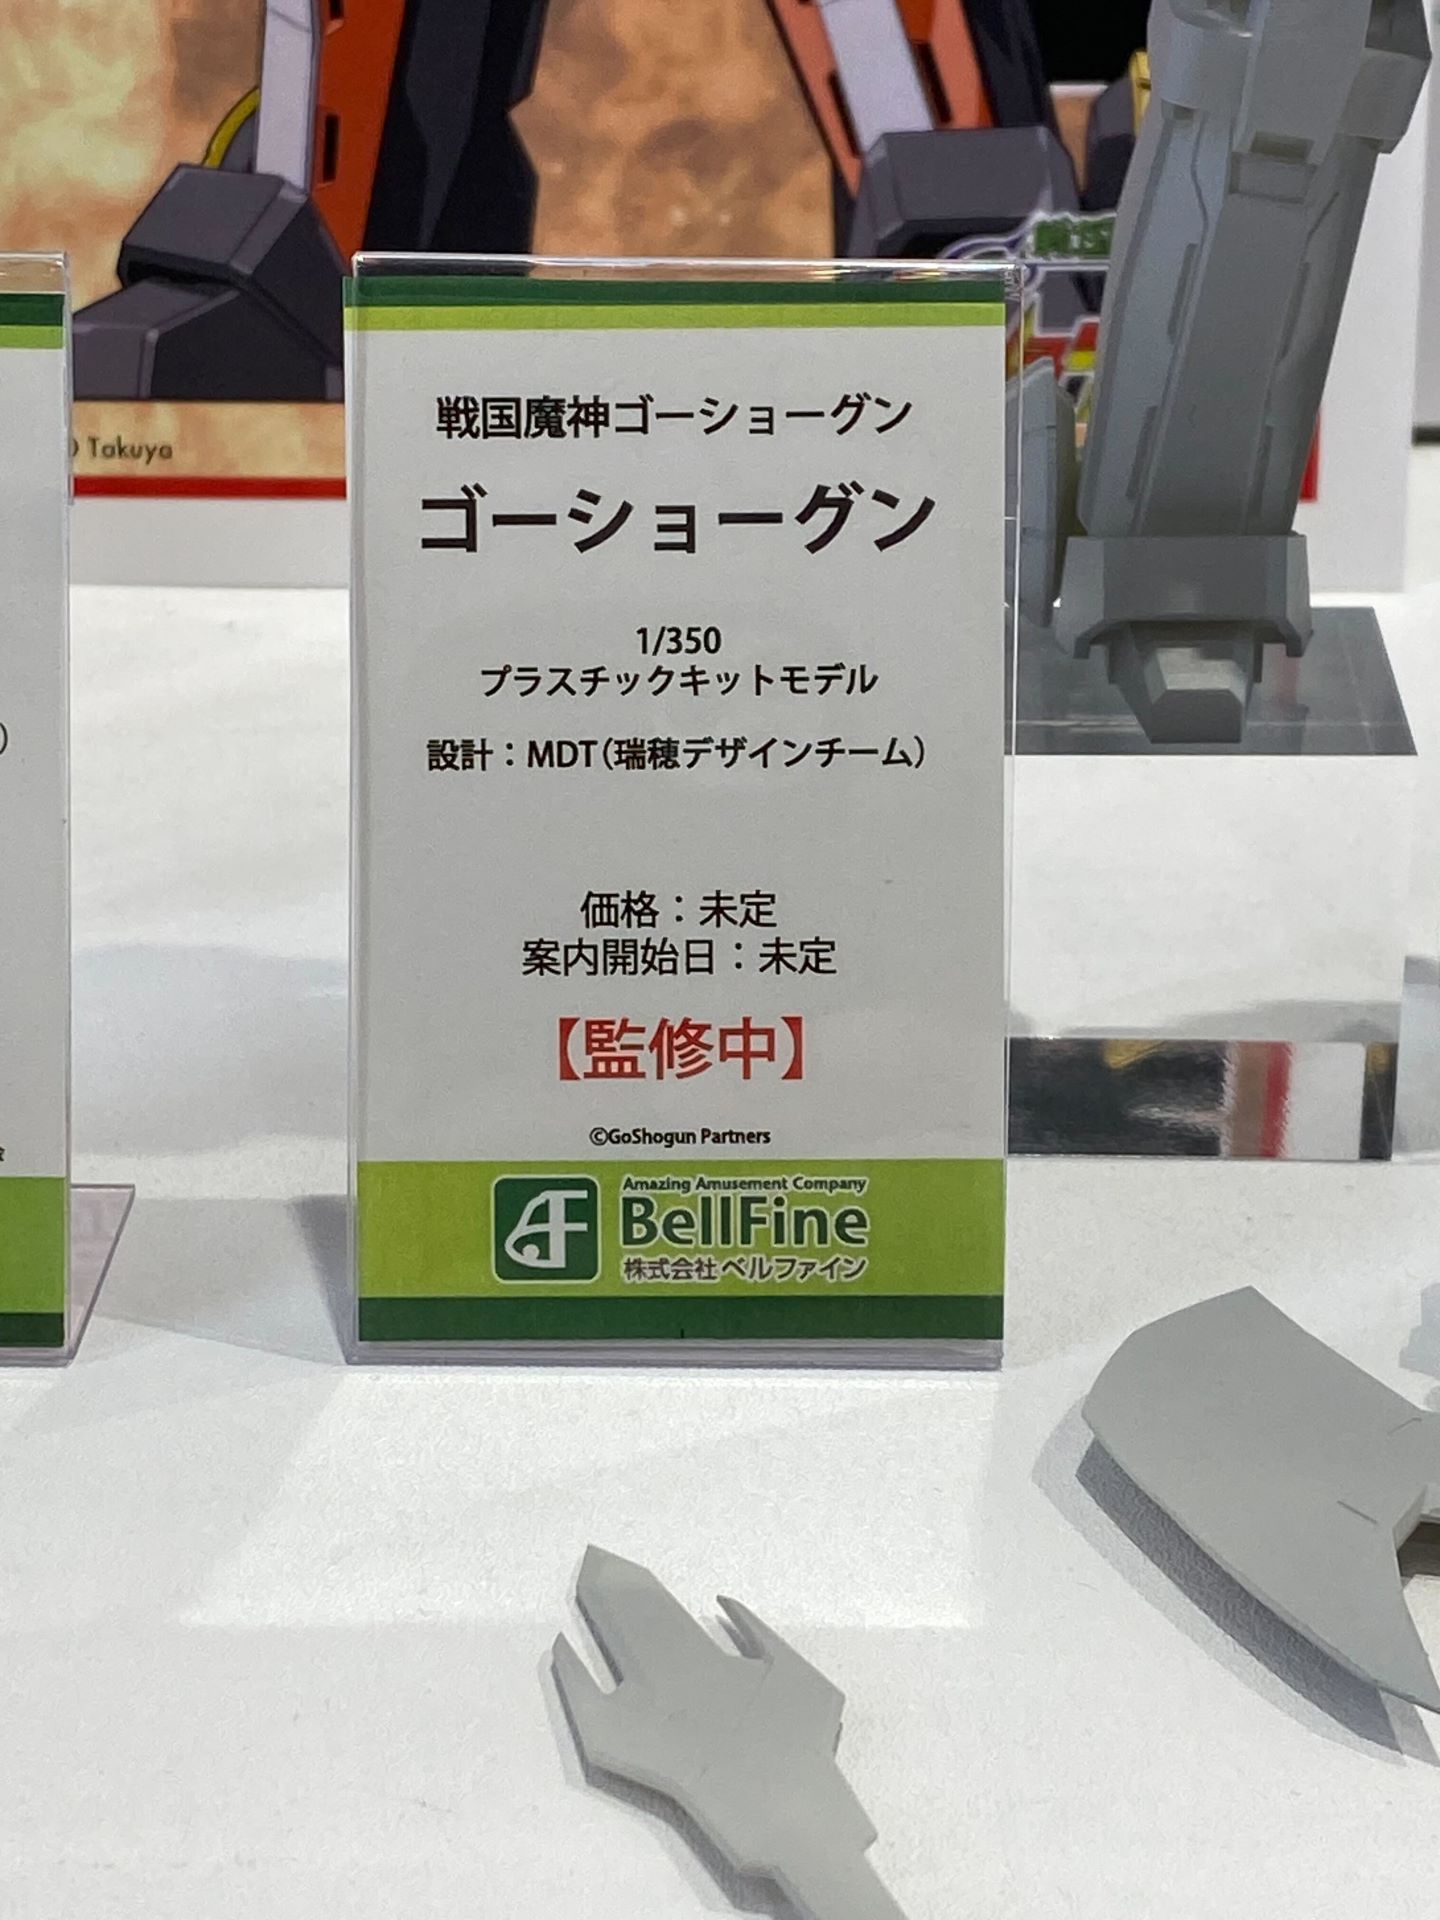 Takuya
戦国魔神ゴーショーグン
ゴーショーグン
1/350
プラスチックキットモデル
設計：MDT（瑞穂デザインチーム）
価格：未定
案内開始日：未定
【監修中】
©GoShogun Partners
Amazing Amusement Company
BellFine
株式会社ベルファイン